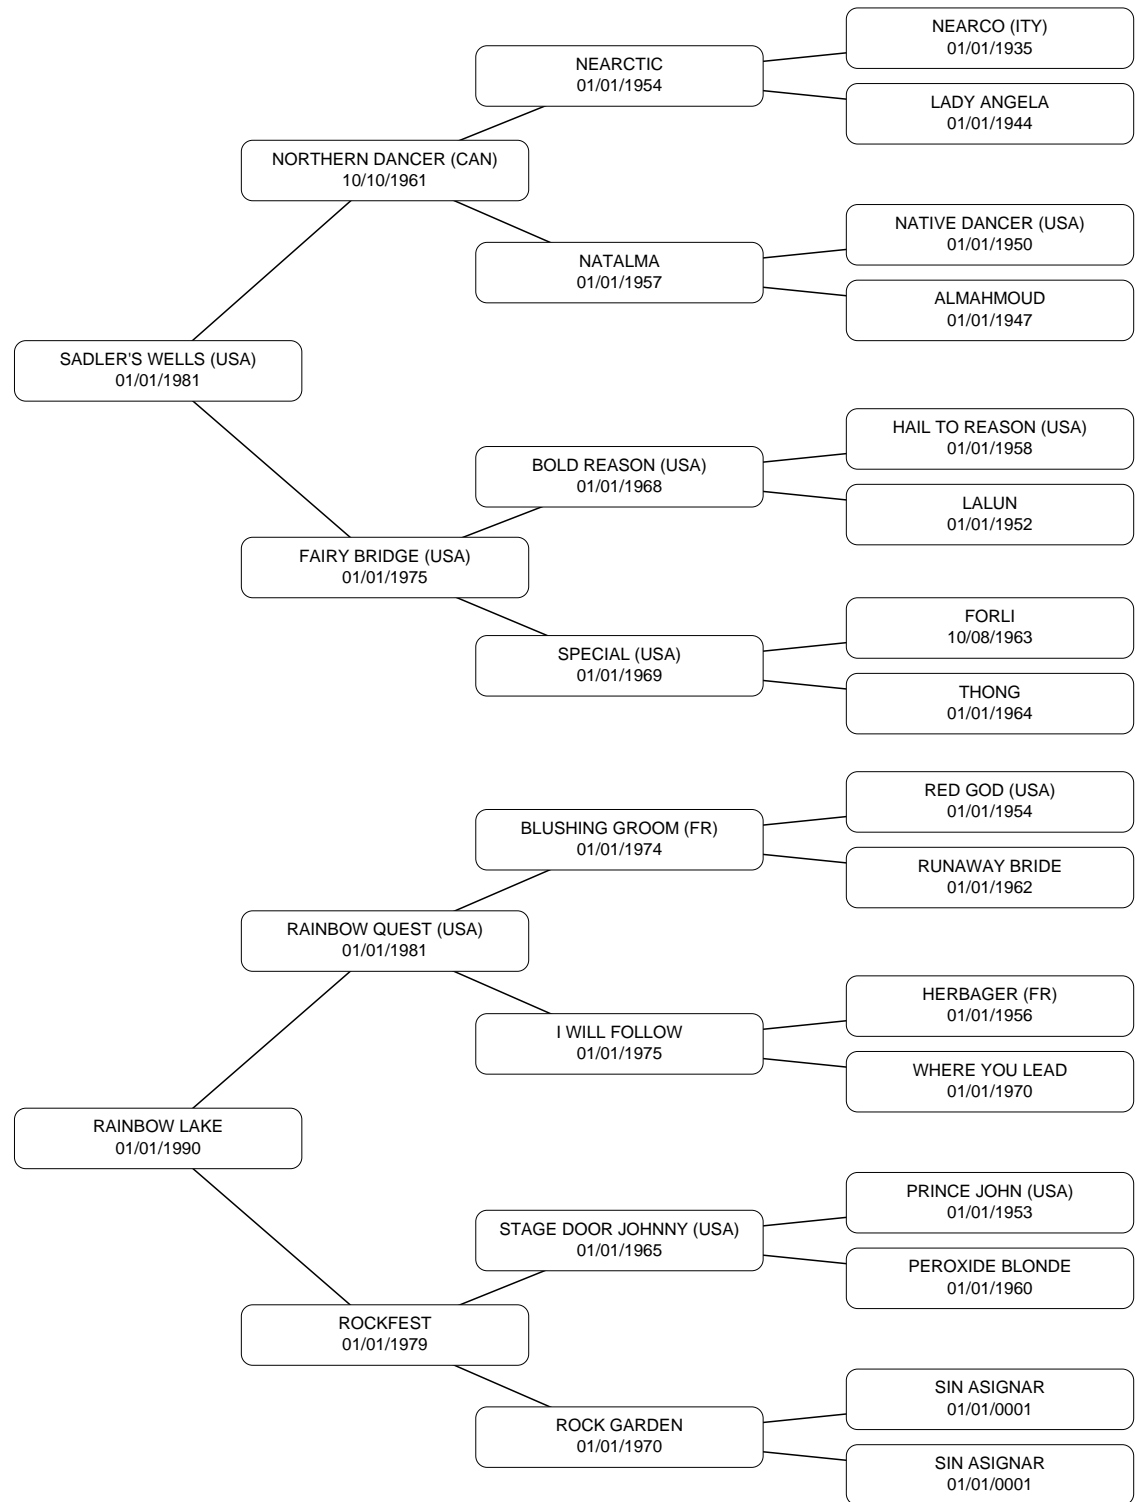 NEARCO (ITY)
01/01/1935
NEARCTIC
01/01/1954
LADY ANGELA
01/01/1944
NORTHERN DANCER (CAN)
10/10/1961
NATIVE DANCER (USA)
01/01/1950
NATALMA
01/01/1957
ALMAHMOUD
01/01/1947
SADLER'S WELLS (USA)
01/01/1981
HAIL TO REASON (USA)
01/01/1958
BOLD REASON (USA)
01/01/1968
LALUN
01/01/1952
FAIRY BRIDGE (USA)
01/01/1975
FORLI
10/08/1963
SPECIAL (USA)
01/01/1969
THONG
01/01/1964
RED GOD (USA)
01/01/1954
BLUSHING GROOM (FR)
01/01/1974
RUNAWAY BRIDE
01/01/1962
RAINBOW QUEST (USA)
01/01/1981
HERBAGER (FR)
01/01/1956
I WILL FOLLOW
01/01/1975
WHERE YOU LEAD
01/01/1970
RAINBOW LAKE
01/01/1990
PRINCE JOHN (USA)
01/01/1953
STAGE DOOR JOHNNY (USA)
01/01/1965
PEROXIDE BLONDE
01/01/1960
ROCKFEST
01/01/1979
SIN ASIGNAR
01/01/0001
ROCK GARDEN
01/01/1970
SIN ASIGNAR
01/01/0001